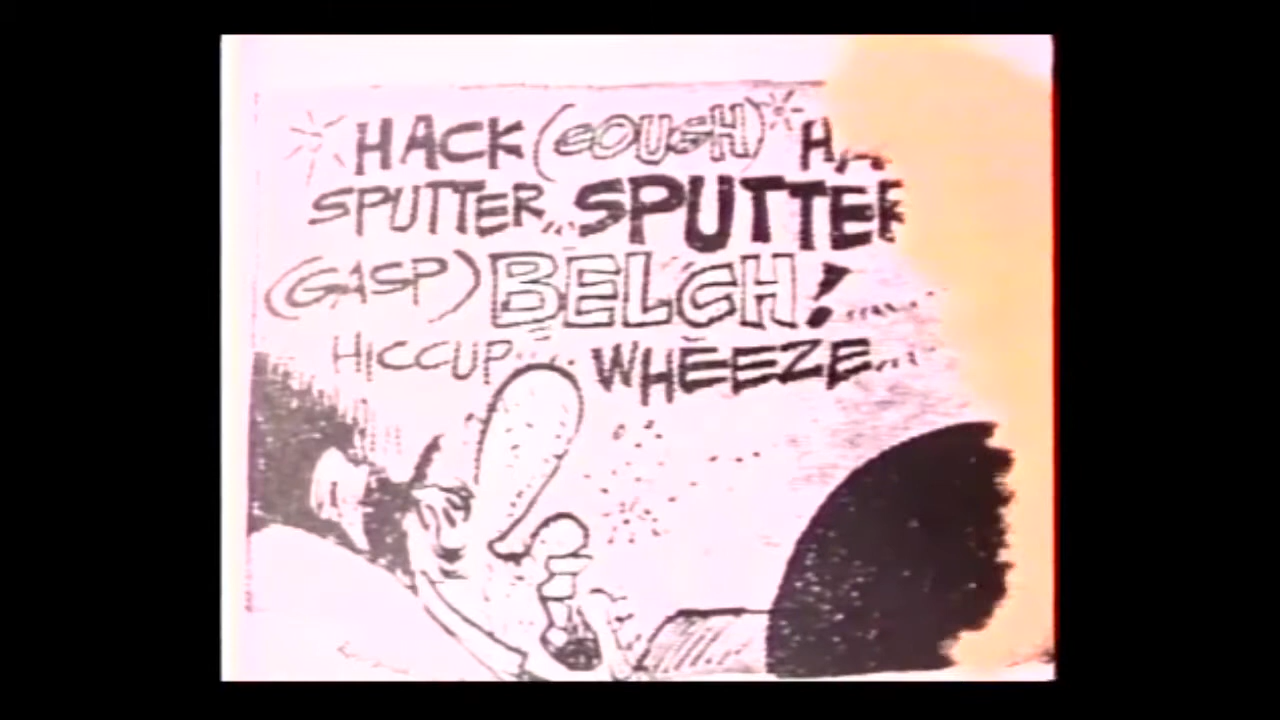 HACK (COUGH)
SPUTTER... SPUTTER
(GASP) BELCH!.....
HICCUP..... WHEEZE....